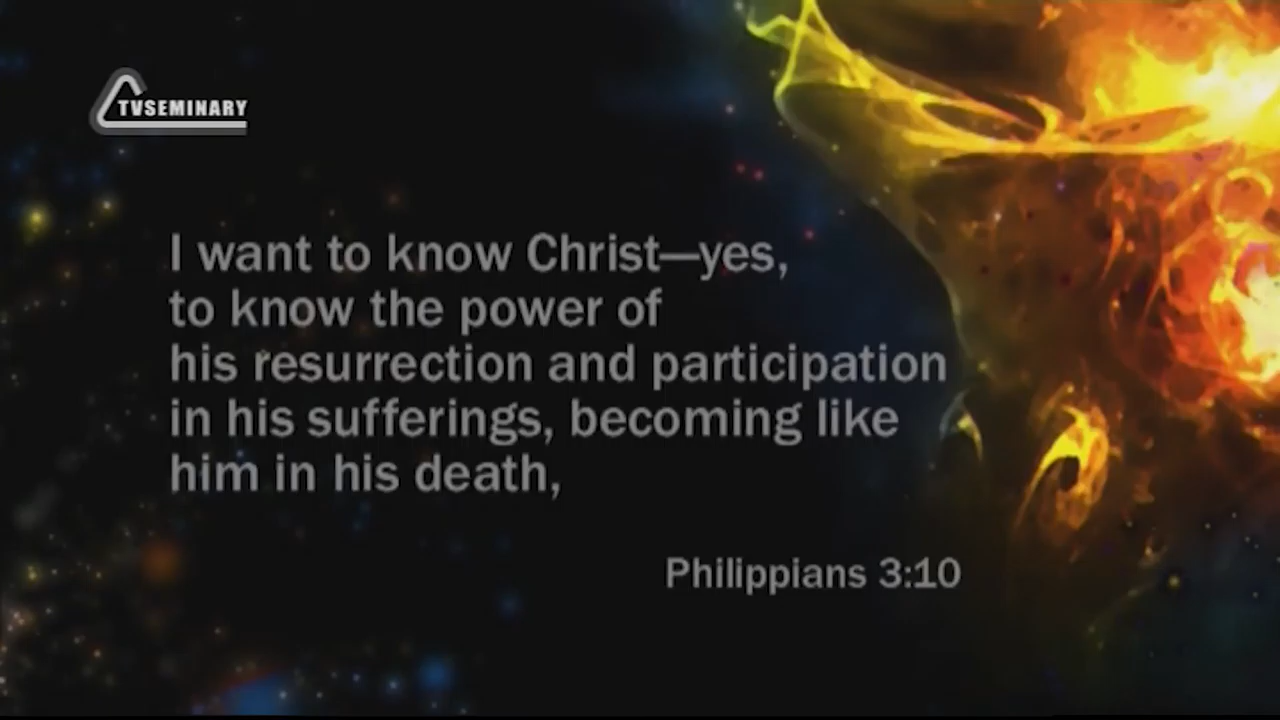 TVSEMINARY
I want to know Christ—yes,
to know the power of
his resurrection and participation
in his sufferings, becoming like
him in his death,
Philippians 3:10